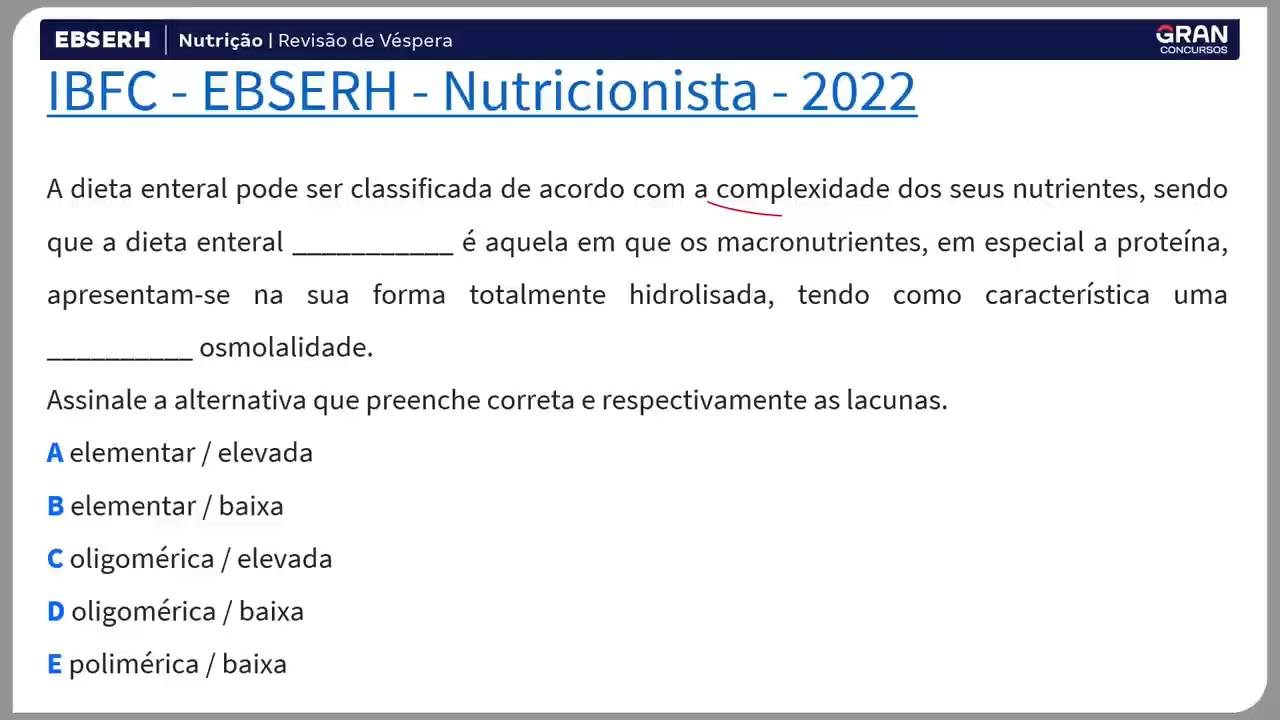 EBSERH | Nutrição | Revisão de Véspera
GRAN CONCURSOS
IBFC - EBSERH - Nutricionista - 2022
A dieta enteral pode ser classificada de acordo com a complexidade dos seus nutrientes, sendo
que a dieta enteral ___________ é aquela em que os macronutrientes, em especial a proteína,
apresentam-se na sua forma totalmente hidrolisada, tendo como característica uma
__________ osmolalidade.
Assinale a alternativa que preenche correta e respectivamente as lacunas.
A elementar / elevada
B elementar / baixa
C oligomérica / elevada
D oligomérica / baixa
E polimérica / baixa